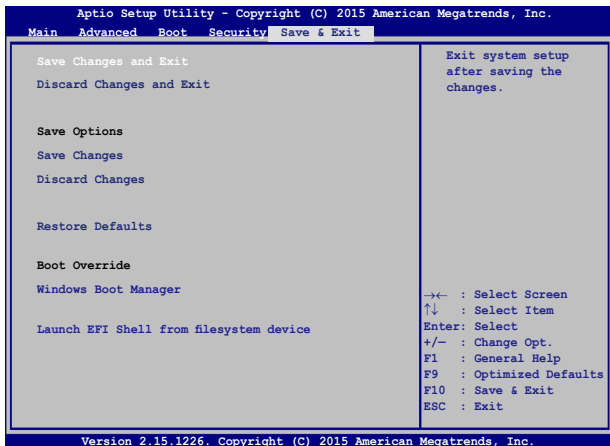 Aptio Setup Utility - Copyright (C) 2015 American Megatrends, Inc.
Main Advanced Boot Security Save & Exit
Save Changes and Exit
Discard Changes and Exit
Save Options
Save Changes
Discard Changes
Restore Defaults
Boot Override
Windows Boot Manager
Launch EFI Shell from filesystem device
Exit system setup
after saving the
changes.
→← : Select Screen
↑↓ : Select Item
Enter: Select
+/— : Change Opt.
F1 : General Help
F9 : Optimized Defaults
F10 : Save & Exit
ESC : Exit
Version 2.15.1226. Copyright (C) 2015 American Megatrends, Inc.